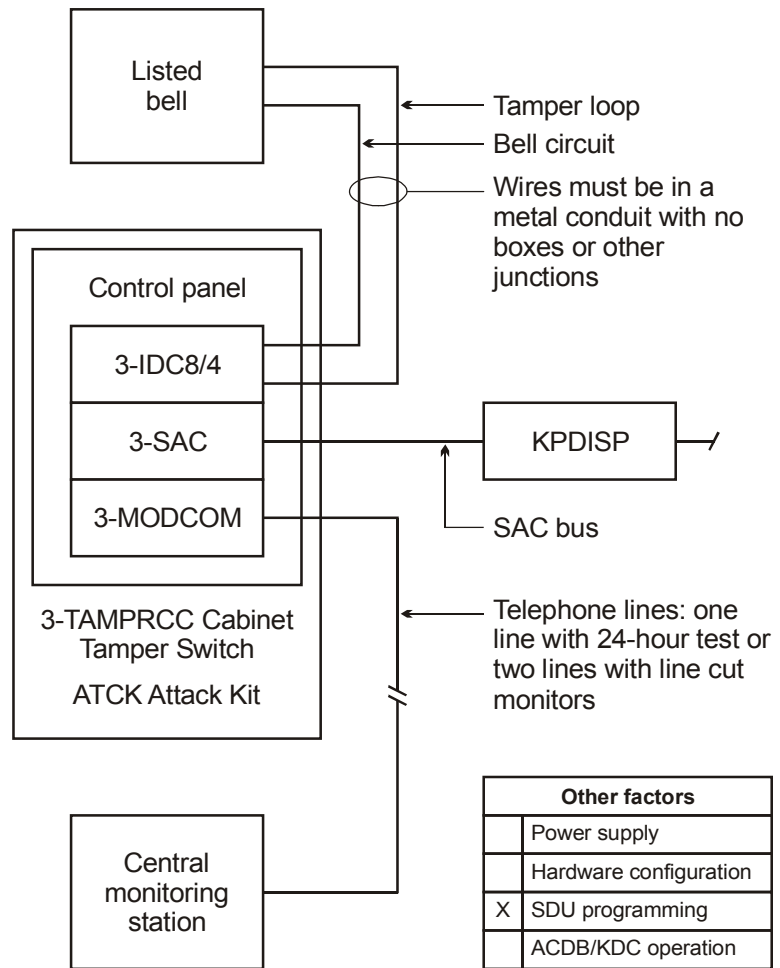 Listed
bell
Tamper loop
Bell circuit
Wires must be in a
metal conduit with no
boxes or other
junctions
Control panel
3-IDC8/4
3-SAC
3-MODCOM
KPDISP
SAC bus
3-TAMPRCC Cabinet
Tamper Switch
ATCK Attack Kit
Telephone lines: one
line with 24-hour test or
two lines with line cut
monitors
Central
monitoring
station
Other factors
Power supply
Hardware configuration
X SDU programming
ACDB/KDC operation